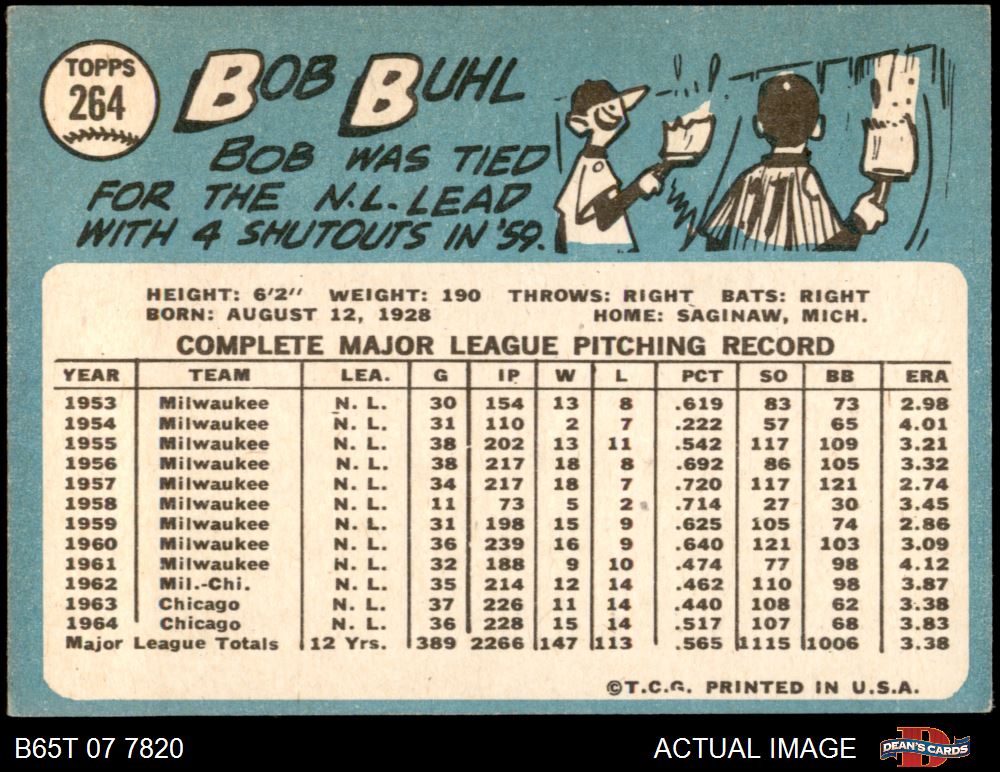 TOPPS
264
BOB BUHL
BOB WAS TIED
FOR THE N.L. LEAD
WITH 4 SHUTOUTS IN '59.
HEIGHT: 6'2" WEIGHT: 190 THROWS: RIGHT BATS: RIGHT
BORN: AUGUST 12, 1928 HOME: SAGINAW, MICH.
COMPLETE MAJOR LEAGUE PITCHING RECORD
YEAR TEAM LEA. G IP W L PCT SO BB ERA
1953 Milwaukee N. L. 30 154 13 8 .619 83 73 2.98
1954 Milwaukee N. L. 31 110 2 7 .222 57 65 4.01
1955 Milwaukee N. L. 38 202 13 11 .542 117 109 3.21
1956 Milwaukee N. L. 38 217 18 8 .692 86 105 3.32
1957 Milwaukee N. L. 34 217 18 7 .720 117 121 2.74
1958 Milwaukee N. L. 11 73 5 2 .714 27 30 3.45
1959 Milwaukee N. L. 31 198 15 9 .625 105 74 2.86
1960 Milwaukee N. L. 36 239 16 9 .640 121 103 3.09
1961 Milwaukee N. L. 32 188 9 10 .474 77 98 4.12
1962 Mil.-Chi. N. L. 35 214 12 14 .462 110 98 3.87
1963 Chicago N. L. 37 226 11 14 .440 108 62 3.38
1964 Chicago N. L. 36 228 15 14 .517 107 68 3.83
Major League Totals 12 Yrs. 389 2266 147 113 .565 1115 1006 3.38
©T.C.G. PRINTED IN U.S.A.
B65T 07 7820 ACTUAL IMAGE DEAN'S CARDS